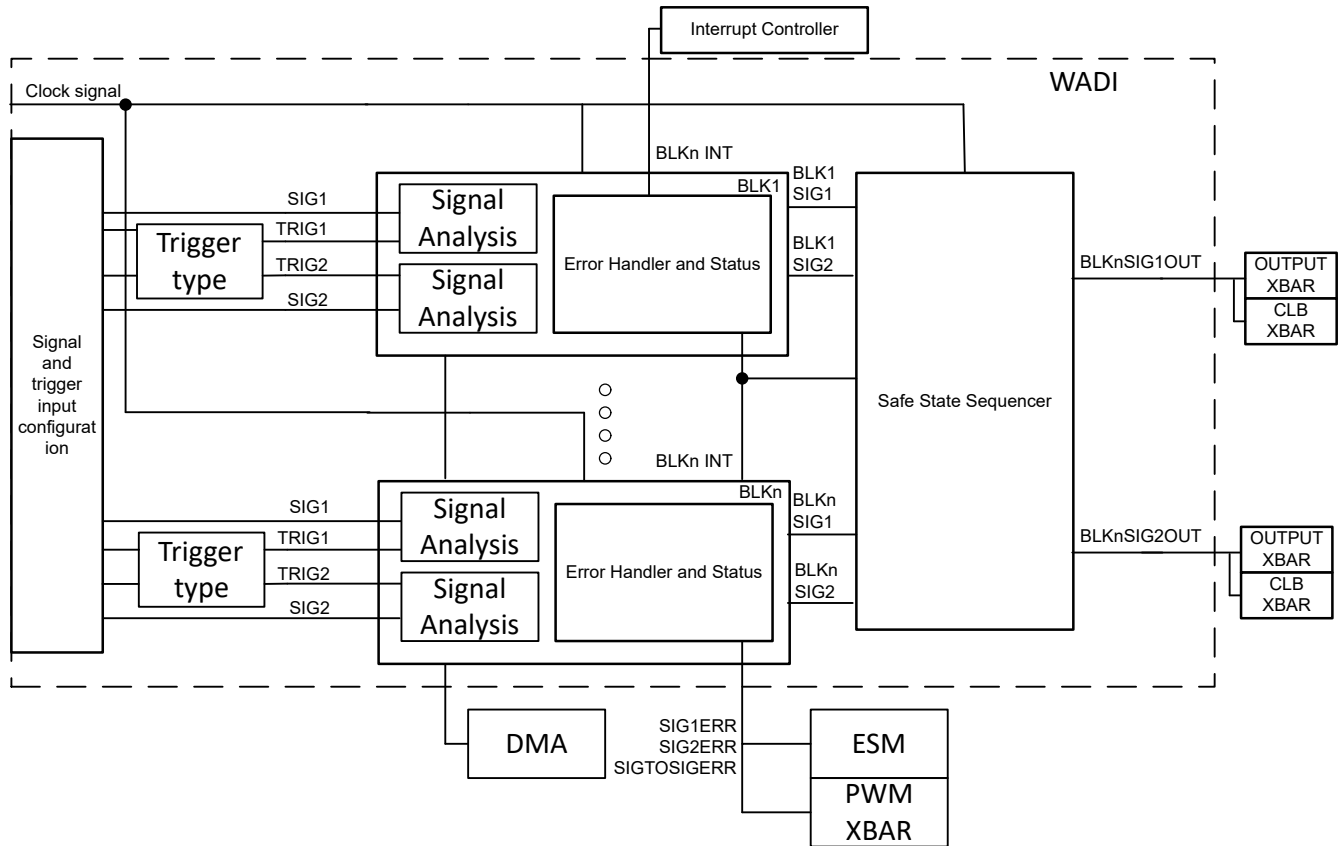 Interrupt Controller
WADI
Clock signal
BLKn INT
BLK1
BLK1
SIG1
BLK1
SIG2
SIG1
TRIG1
TRIG2
SIG2
Trigger
type
Signal
Analysis
Signal
Analysis
Error Handler and Status
Signal
and
trigger
input
configurat
ion
Safe State Sequencer
BLKnSIG1OUT
OUTPUT
XBAR
CLB
XBAR
BLKn INT
BLKn
BLKn
SIG1
BLKn
SIG2
SIG1
TRIG1
TRIG2
SIG2
Trigger
type
Signal
Analysis
Signal
Analysis
Error Handler and Status
BLKnSIG2OUT
OUTPUT
XBAR
CLB
XBAR
DMA
SIG1ERR
SIG2ERR
SIGTOSIGERR
ESM
PWM
XBAR